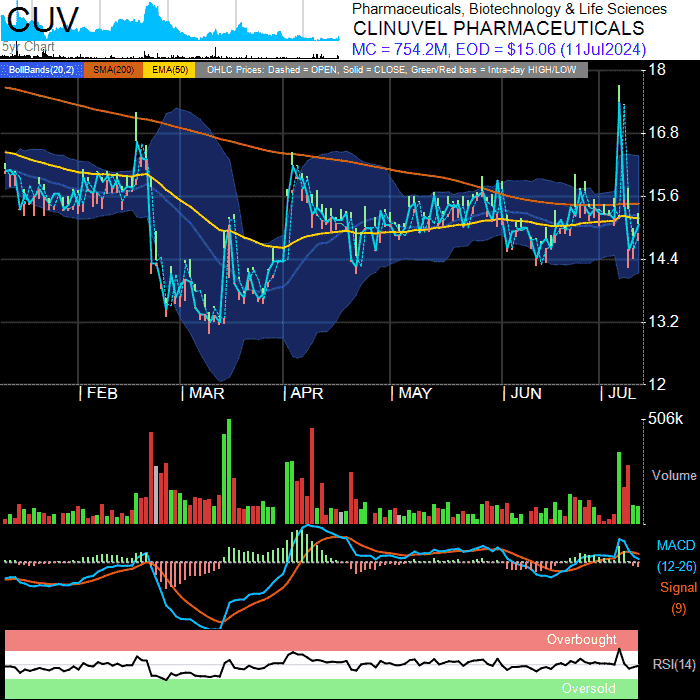 CUV
5yr Chart
Pharmaceuticals, Biotechnology & Life Sciences
CLINUVEL PHARMACEUTICALS
MC = 754.2M, EOD = $15.06 (11Jul2024)
BollBands(20,2) SMA(200) EMA(50) OHLC Prices: Dashed = OPEN, Solid = CLOSE, Green/Red bars = Intra-day HIGH/LOW
18
16.8
15.6
14.4
13.2
12
| FEB | MAR | APR | MAY | JUN | JUL
506k
Volume
MACD
(12-26)
Signal
(9)
Overbought
RSI(14)
Oversold